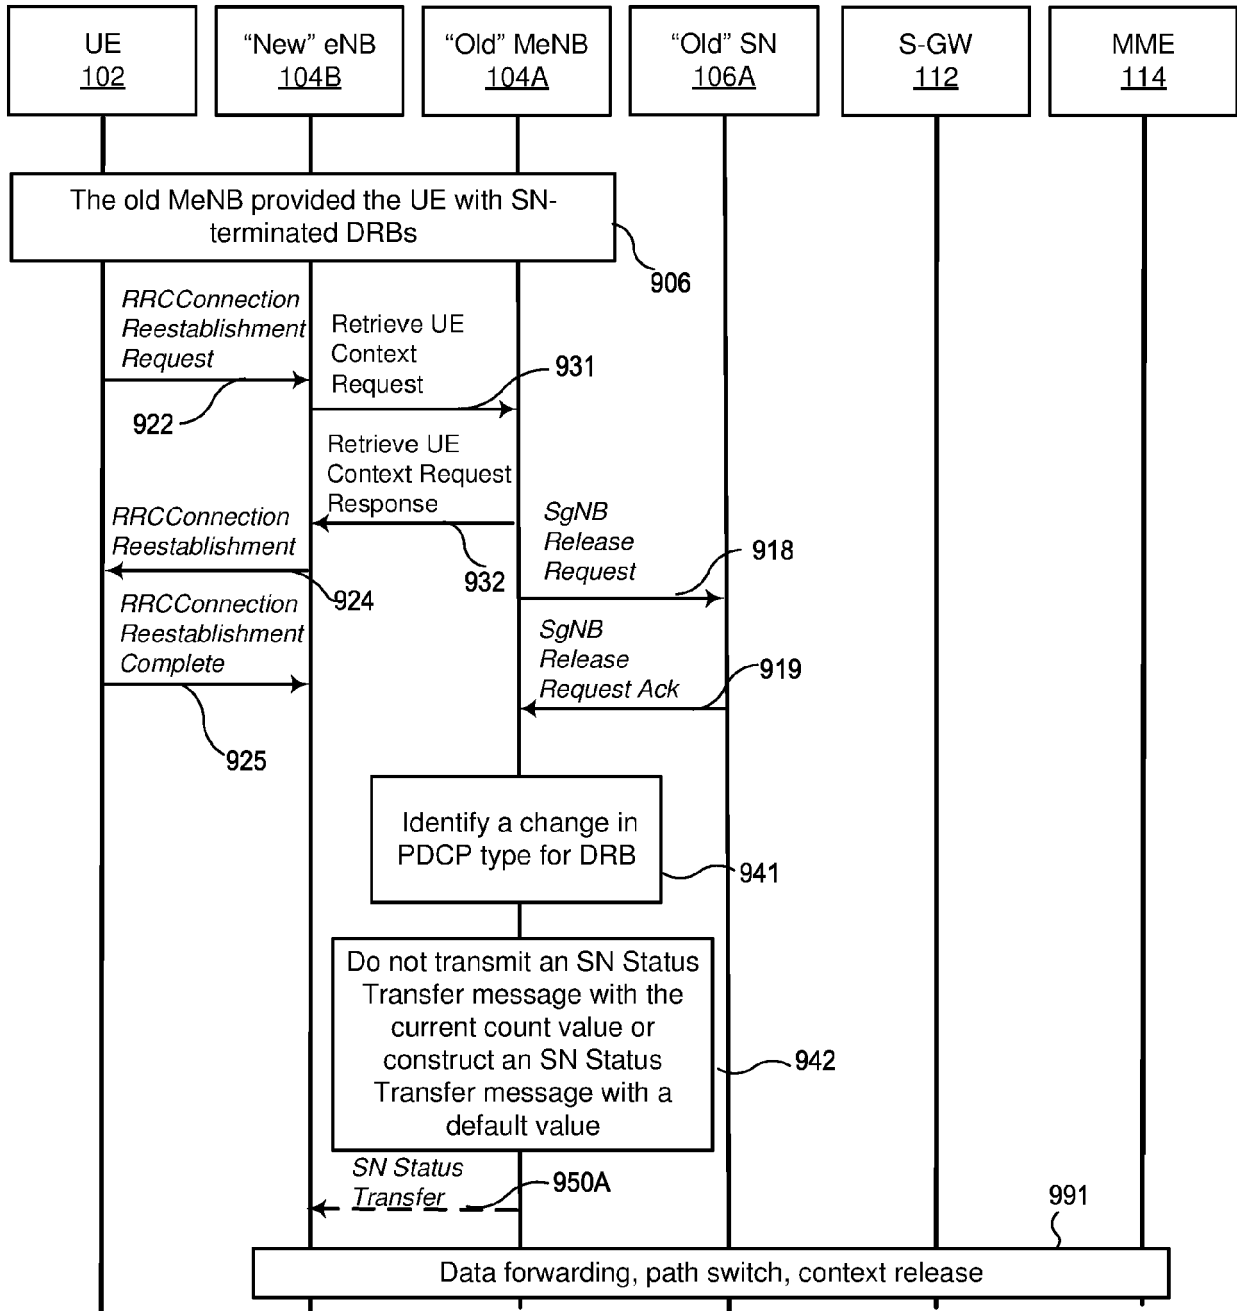 UE
102
“New” eNB
104B
“Old” MeNB
104A
“Old” SN
106A
S-GW
112
MME
114
The old MeNB provided the UE with SN-
terminated DRBs
906
RRCConnection
Reestablishment
Request
922
Retrieve UE
Context
Request
931
Retrieve UE
Context Request
Response
932
RRCConnection
Reestablishment
924
SgNB
Release
Request
918
RRCConnection
Reestablishment
Complete
925
SgNB
Release
Request Ack
919
Identify a change in
PDCP type for DRB
941
Do not transmit an SN Status
Transfer message with the
current count value or
construct an SN Status
Transfer message with a
default value
942
SN Status
Transfer
950A
991
Data forwarding, path switch, context release